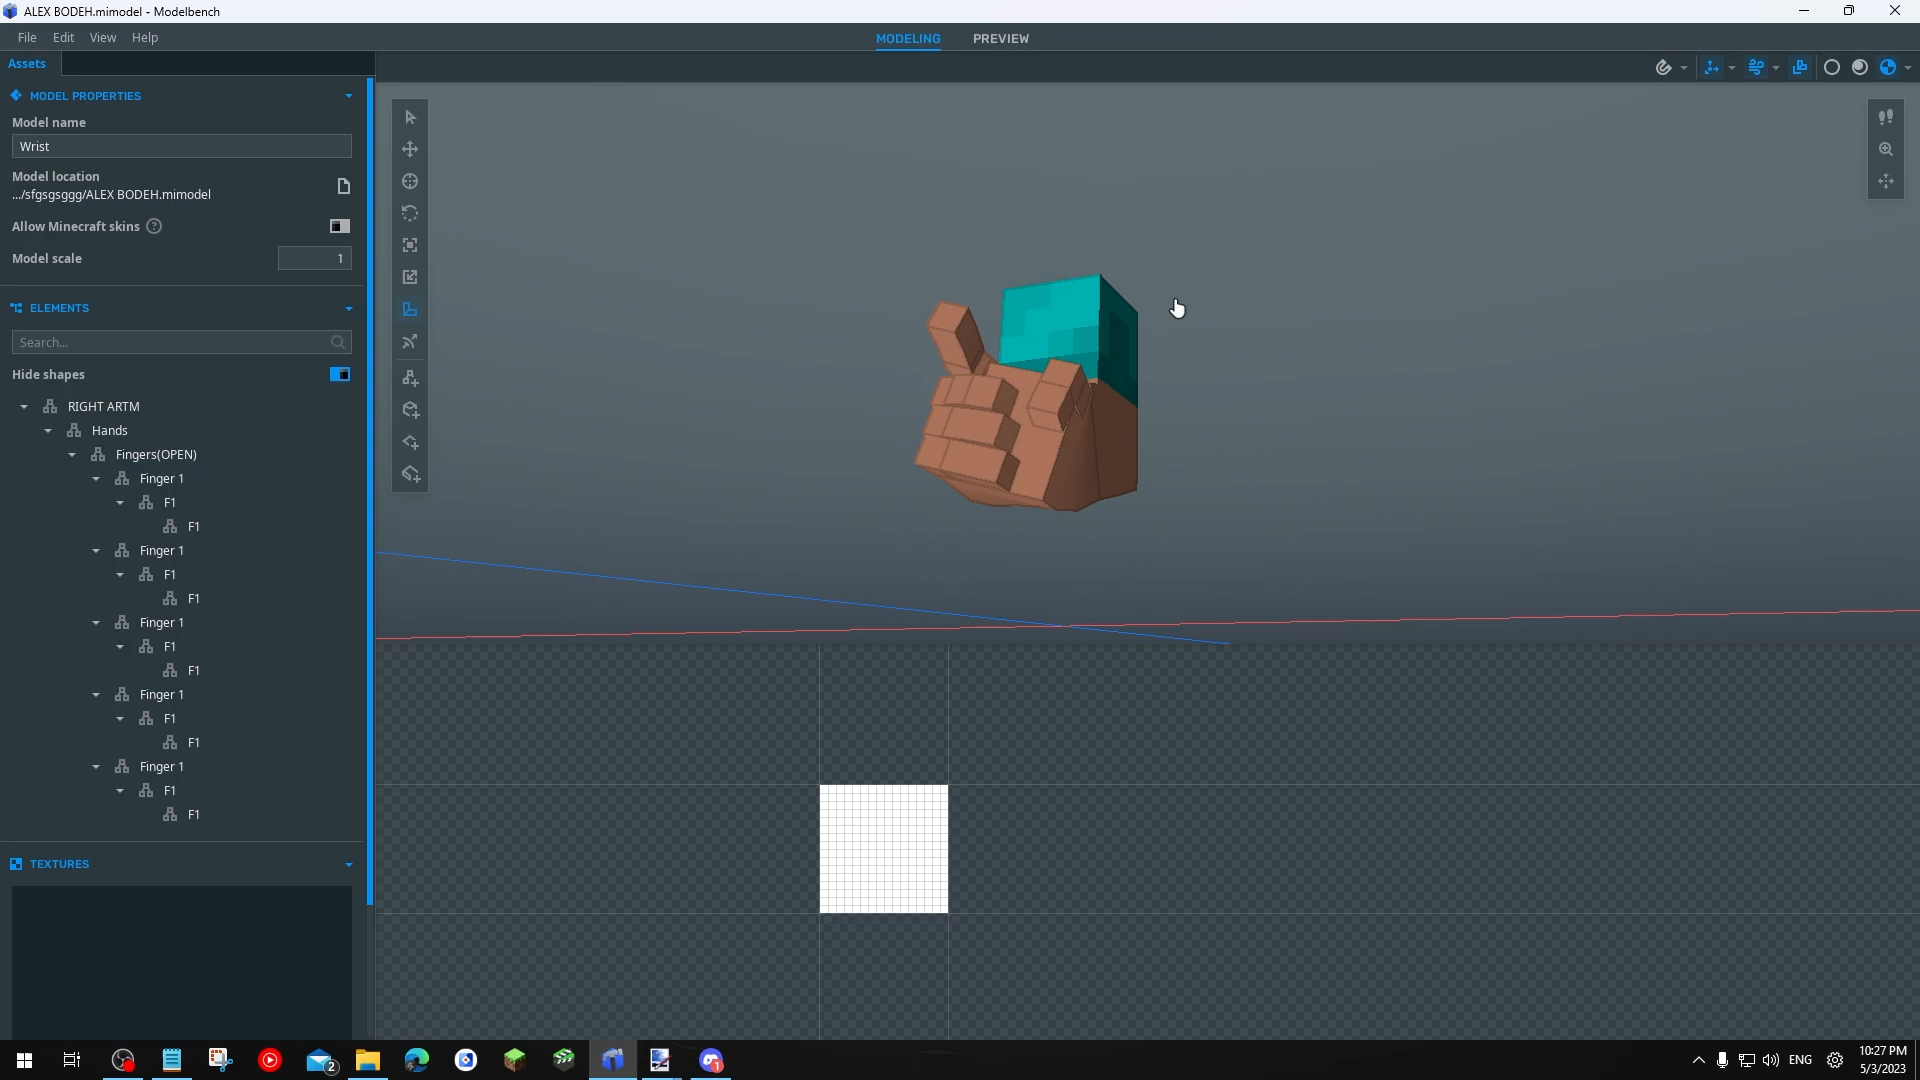 ALEX BODEH.mimodel - Modelbench
File Edit View Help
MODELING PREVIEW
Assets
MODEL PROPERTIES
Model name
Wrist
Model location
.../sfgsgsggg/ALEX BODEH.mimodel
Allow Minecraft skins ?
Model scale 1
ELEMENTS
Search...
Hide shapes
RIGHT ARTM
Hands
Fingers(OPEN)
Finger 1
F1
F1
Finger 1
F1
F1
Finger 1
F1
F1
Finger 1
F1
F1
Finger 1
F1
F1
TEXTURES
2
1
ENG
10:27 PM
5/3/2023